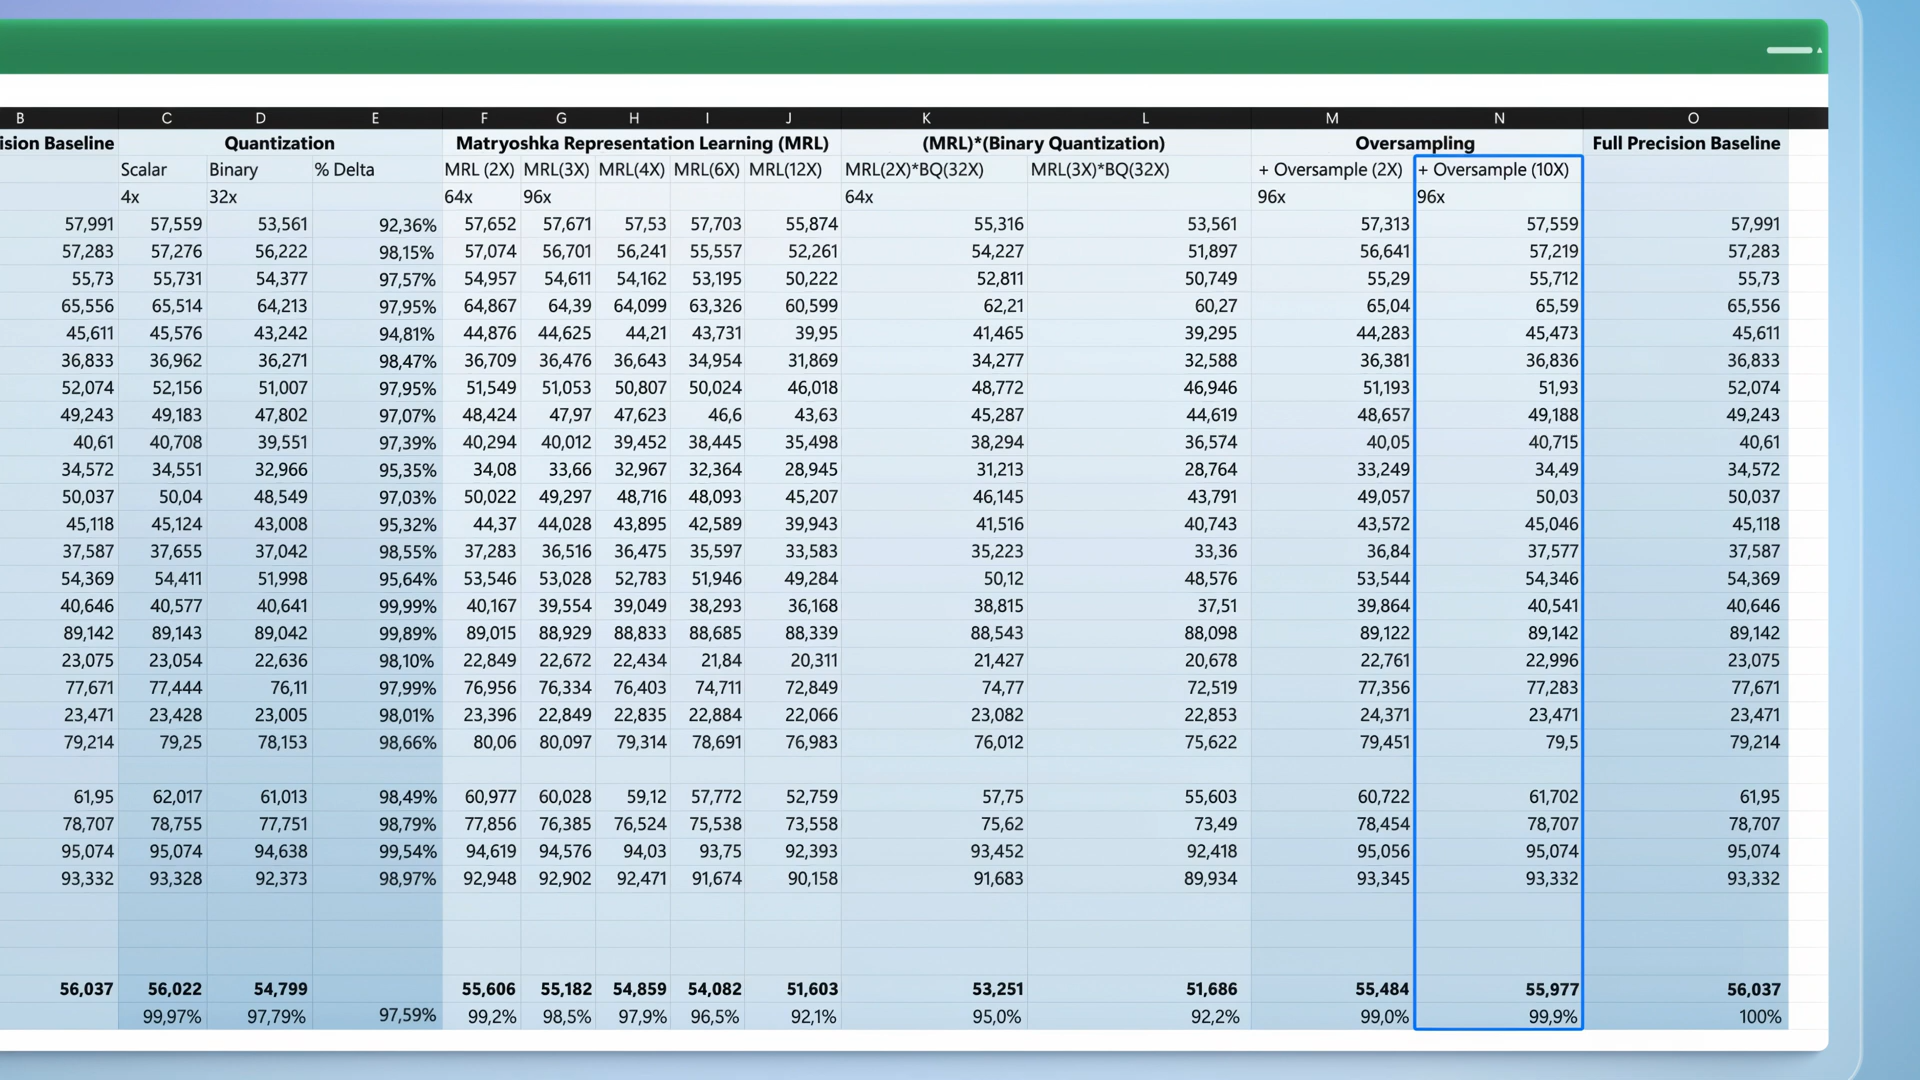 B C D E F G H I J K L M N O
ision Baseline Quantization Matryoshka Representation Learning (MRL) (MRL)*(Binary Quantization) Oversampling Full Precision Baseline
Scalar Binary % Delta MRL (2X) MRL(3X) MRL(4X) MRL(6X) MRL(12X) MRL(2X)*BQ(32X) MRL(3X)*BQ(32X) + Oversample (2X) + Oversample (10X)
4x 32x 64x 96x 64x 96x 96x
57,991 57,559 53,561 92,36% 57,652 57,671 57,53 57,703 55,874 55,316 53,561 57,313 57,559 57,991
57,283 57,276 56,222 98,15% 57,074 56,701 56,241 55,557 52,261 54,227 51,897 56,641 57,219 57,283
55,73 55,731 54,377 97,57% 54,957 54,611 54,162 53,195 50,222 52,811 50,749 55,29 55,712 55,73
65,556 65,514 64,213 97,95% 64,867 64,39 64,099 63,326 60,599 62,21 60,27 65,04 65,59 65,556
45,611 45,576 43,242 94,81% 44,876 44,625 44,21 43,731 39,95 41,465 39,295 44,283 45,473 45,611
36,833 36,962 36,271 98,47% 36,709 36,476 36,643 34,954 31,869 34,277 32,588 36,381 36,836 36,833
52,074 52,156 51,007 97,95% 51,549 51,053 50,807 50,024 46,018 48,772 46,946 51,193 51,93 52,074
49,243 49,183 47,802 97,07% 48,424 47,97 47,623 46,6 43,63 45,287 44,619 48,657 49,188 49,243
40,61 40,708 39,551 97,39% 40,294 40,012 39,452 38,445 35,498 38,294 36,574 40,05 40,715 40,61
34,572 34,551 32,966 95,35% 34,08 33,66 32,967 32,364 28,945 31,213 28,764 33,249 34,49 34,572
50,037 50,04 48,549 97,03% 50,022 49,297 48,716 48,093 45,207 46,145 43,791 49,057 50,03 50,037
45,118 45,124 43,008 95,32% 44,37 44,028 43,895 42,589 39,943 41,516 40,743 43,572 45,046 45,118
37,587 37,655 37,042 98,55% 37,283 36,516 36,475 35,597 33,583 35,223 33,36 36,84 37,577 37,587
54,369 54,411 51,998 95,64% 53,546 53,028 52,783 51,946 49,284 50,12 48,576 53,544 54,346 54,369
40,646 40,577 40,641 99,99% 40,167 39,554 39,049 38,293 36,168 38,815 37,51 39,864 40,541 40,646
89,142 89,143 89,042 99,89% 89,015 88,929 88,833 88,685 88,339 88,543 88,098 89,122 89,142 89,142
23,075 23,054 22,636 98,10% 22,849 22,672 22,434 21,84 20,311 21,427 20,678 22,761 22,996 23,075
77,671 77,444 76,11 97,99% 76,956 76,334 76,403 74,711 72,849 74,77 72,519 77,356 77,283 77,671
23,471 23,428 23,005 98,01% 23,396 22,849 22,835 22,884 22,066 23,082 22,853 24,371 23,471 23,471
79,214 79,25 78,153 98,66% 80,06 80,097 79,314 78,691 76,983 76,012 75,622 79,451 79,5 79,214
61,95 62,017 61,013 98,49% 60,977 60,028 59,12 57,772 52,759 57,75 55,603 60,722 61,702 61,95
78,707 78,755 77,751 98,79% 77,856 76,385 76,524 75,538 73,558 75,62 73,49 78,454 78,707 78,707
95,074 95,074 94,638 99,54% 94,619 94,576 94,03 93,75 92,393 93,452 92,418 95,056 95,074 95,074
93,332 93,328 92,373 98,97% 92,948 92,902 92,471 91,674 90,158 91,683 89,934 93,345 93,332 93,332
56,037 56,022 54,799 55,606 55,182 54,859 54,082 51,603 53,251 51,686 55,484 55,977 56,037
99,97% 97,79% 97,59% 99,2% 98,5% 97,9% 96,5% 92,1% 95,0% 92,2% 99,0% 99,9% 100%